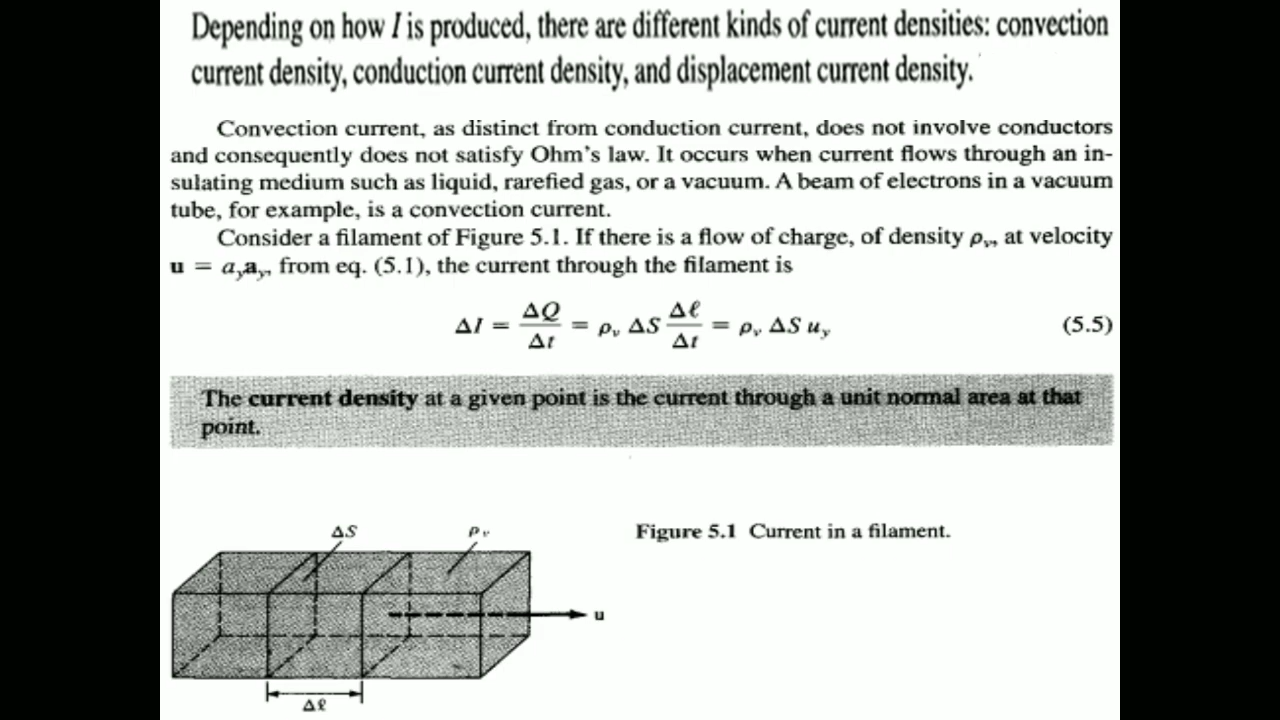 Depending on how I is produced, there are different kinds of current densities: convection
current density, conduction current density, and displacement current density.
Convection current, as distinct from conduction current, does not involve conductors
and consequently does not satisfy Ohm's law. It occurs when current flows through an in-
sulating medium such as liquid, rarefied gas, or a vacuum. A beam of electrons in a vacuum
tube, for example, is a convection current.
Consider a filament of Figure 5.1. If there is a flow of charge, of density ρᵥ, at velocity
u = a_y a_y, from eq. (5.1), the current through the filament is
ΔI = ΔQ/Δt = ρᵥ ΔS Δℓ/Δt = ρᵥ ΔS u_y (5.5)
The current density at a given point is the current through a unit normal area at that
point.
ΔS ρᵥ Figure 5.1 Current in a filament.
u
Δℓ